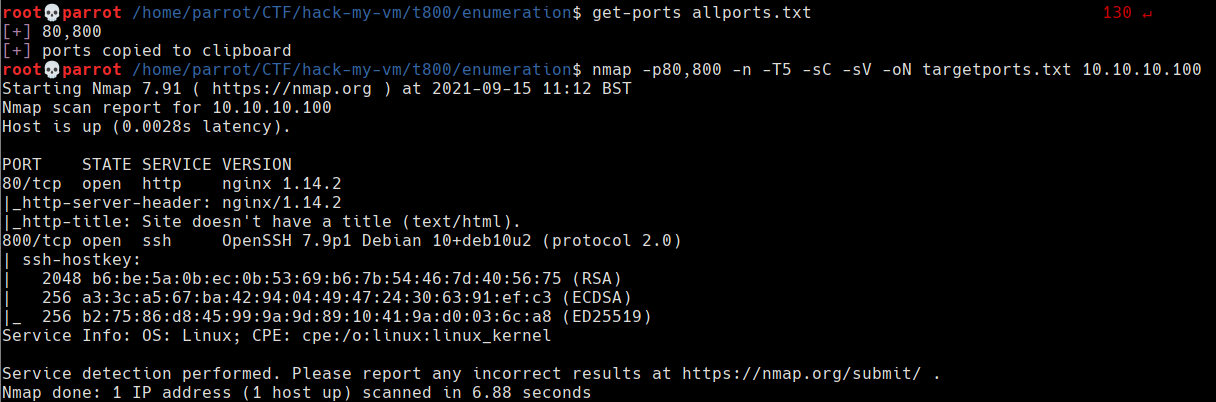 root💀parrot /home/parrot/CTF/hack-my-vm/t800/enumeration$ get-ports allports.txt 130 ↵
[+] 80,800
[+] ports copied to clipboard
root💀parrot /home/parrot/CTF/hack-my-vm/t800/enumeration$ nmap -p80,800 -n -T5 -sC -sV -oN targetports.txt 10.10.10.100
Starting Nmap 7.91 ( https://nmap.org ) at 2021-09-15 11:12 BST
Nmap scan report for 10.10.10.100
Host is up (0.0028s latency).

PORT    STATE SERVICE VERSION
80/tcp  open  http    nginx 1.14.2
|_http-server-header: nginx/1.14.2
|_http-title: Site doesn't have a title (text/html).
800/tcp open  ssh     OpenSSH 7.9p1 Debian 10+deb10u2 (protocol 2.0)
| ssh-hostkey:
|   2048 b6:be:5a:0b:ec:0b:53:69:b6:7b:54:46:7d:40:56:75 (RSA)
|   256 a3:3c:a5:67:ba:42:94:04:49:47:24:30:63:91:ef:c3 (ECDSA)
|_  256 b2:75:86:d8:45:99:9a:9d:89:10:41:9a:d0:03:6c:a8 (ED25519)
Service Info: OS: Linux; CPE: cpe:/o:linux:linux_kernel

Service detection performed. Please report any incorrect results at https://nmap.org/submit/ .
Nmap done: 1 IP address (1 host up) scanned in 6.88 seconds